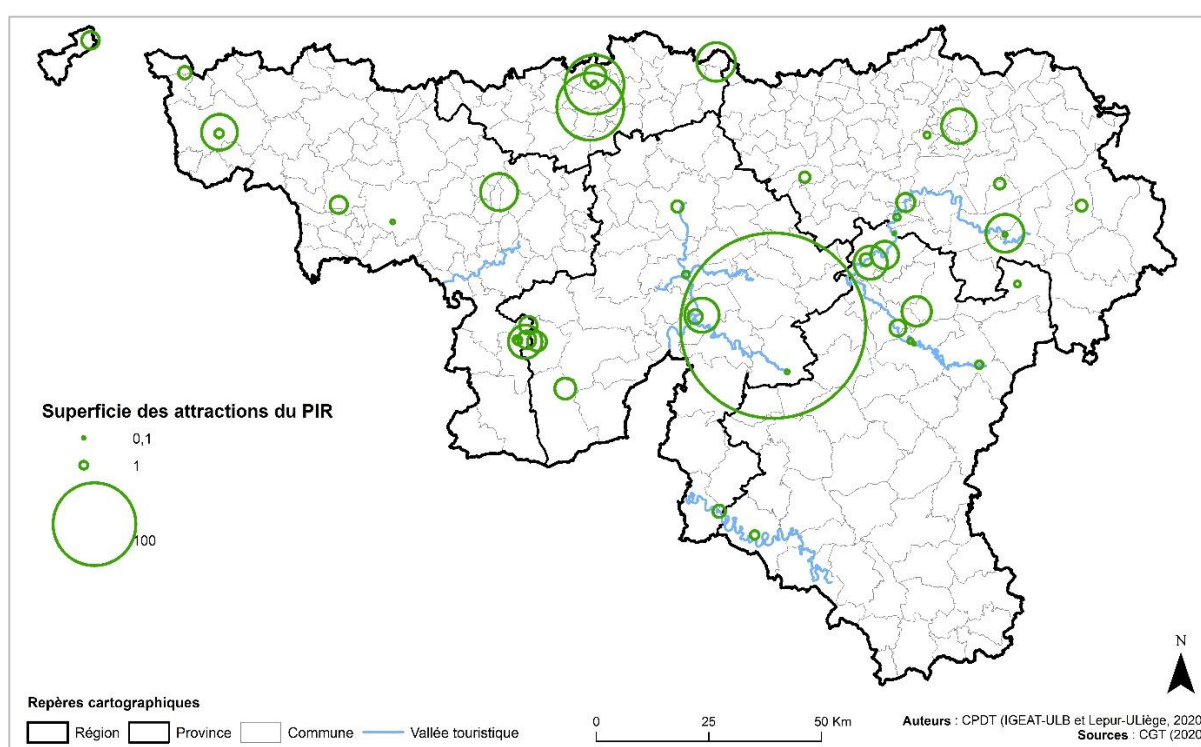 Superficie des attractions du PIR
0,1
1
100
Repères cartographiques
Région Province Commune Vallée touristique
0 25 50 Km
N
Auteurs : CPDT (IGEAT-ULB et Lepur-ULiège, 2020
Sources : CGT (2020